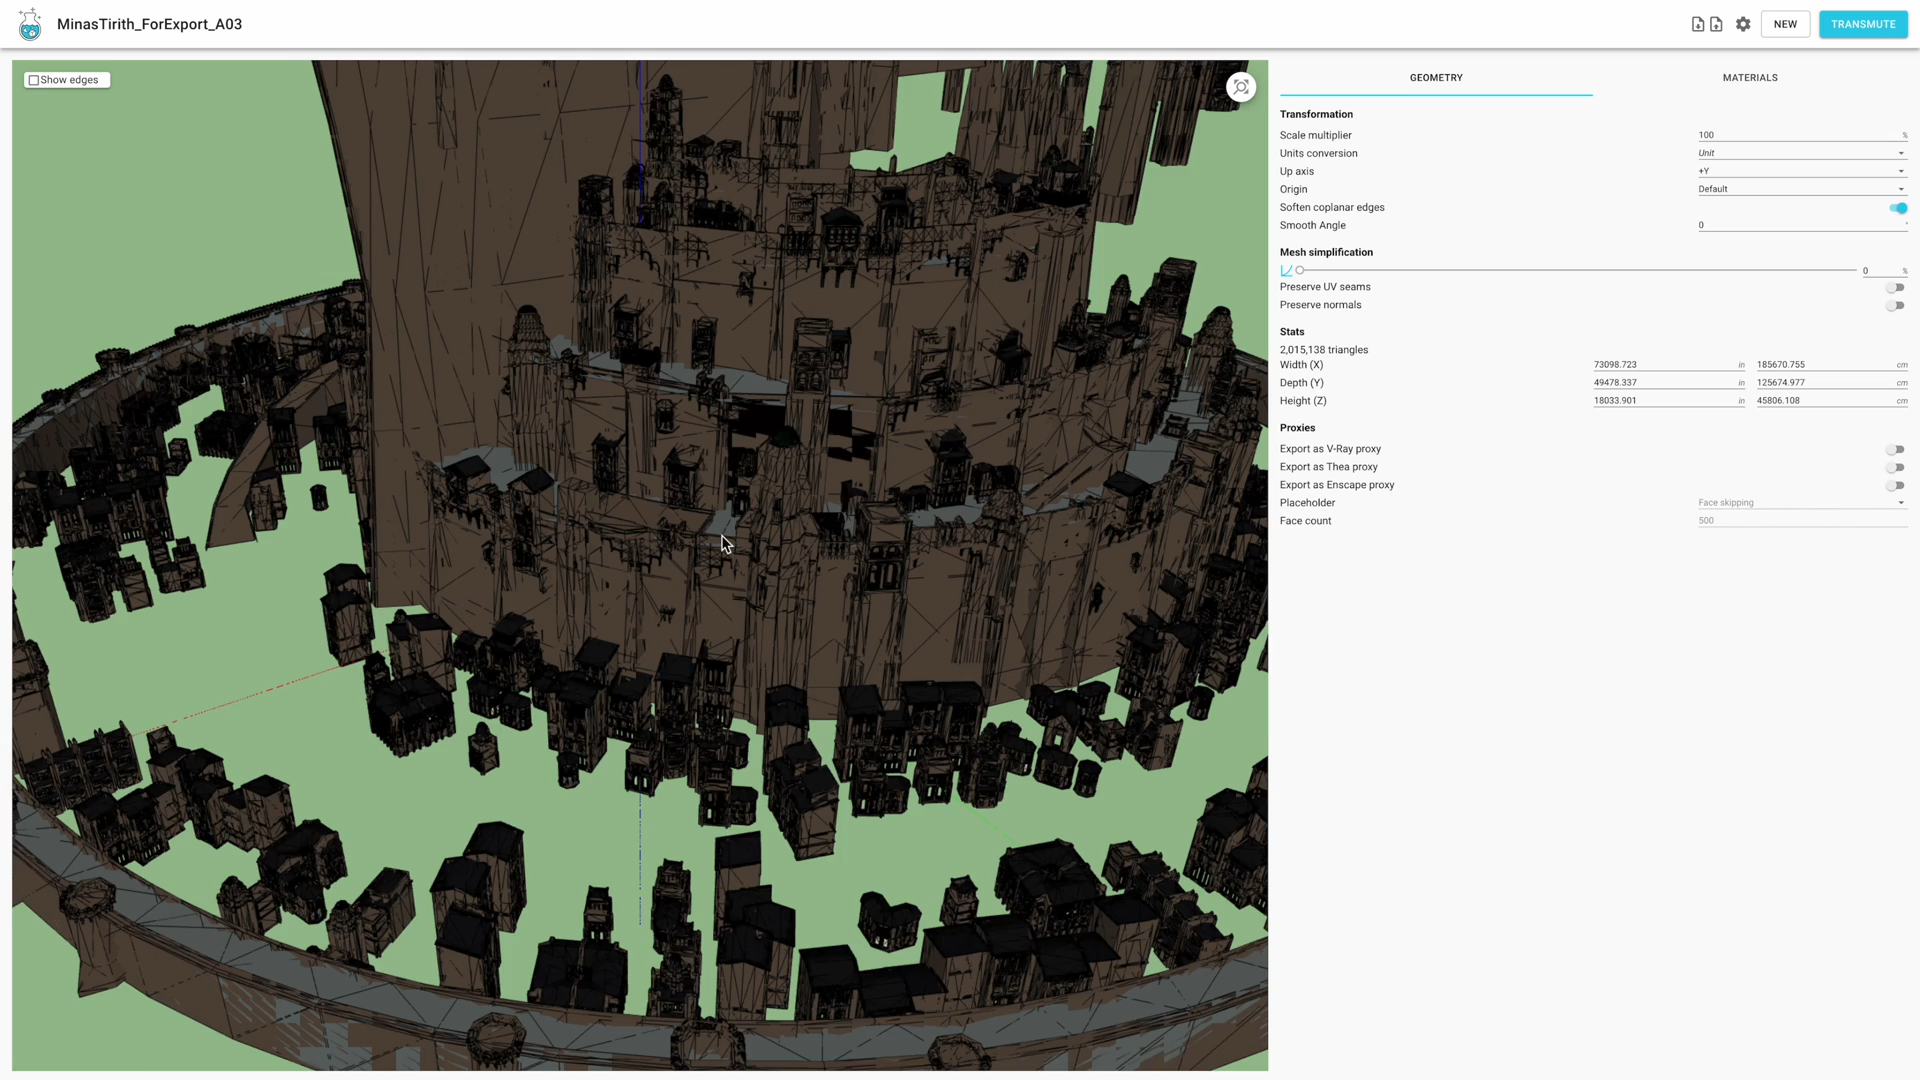 MinasTirith_ForExport_A03
NEW
TRANSMUTE
Show edges
GEOMETRY
MATERIALS
Transformation
Scale multiplier 100 %
Units conversion Unit
Up axis +Y
Origin Default
Soften coplanar edges
Smooth Angle 0 °
Mesh simplification
0 %
Preserve UV seams
Preserve normals
Stats
2,015,138 triangles
Width (X) 73098.723 in 185670.755 cm
Depth (Y) 49478.337 in 125674.977 cm
Height (Z) 18033.901 in 45806.108 cm
Proxies
Export as V-Ray proxy
Export as Thea proxy
Export as Enscape proxy
Placeholder Face skipping
Face count 500